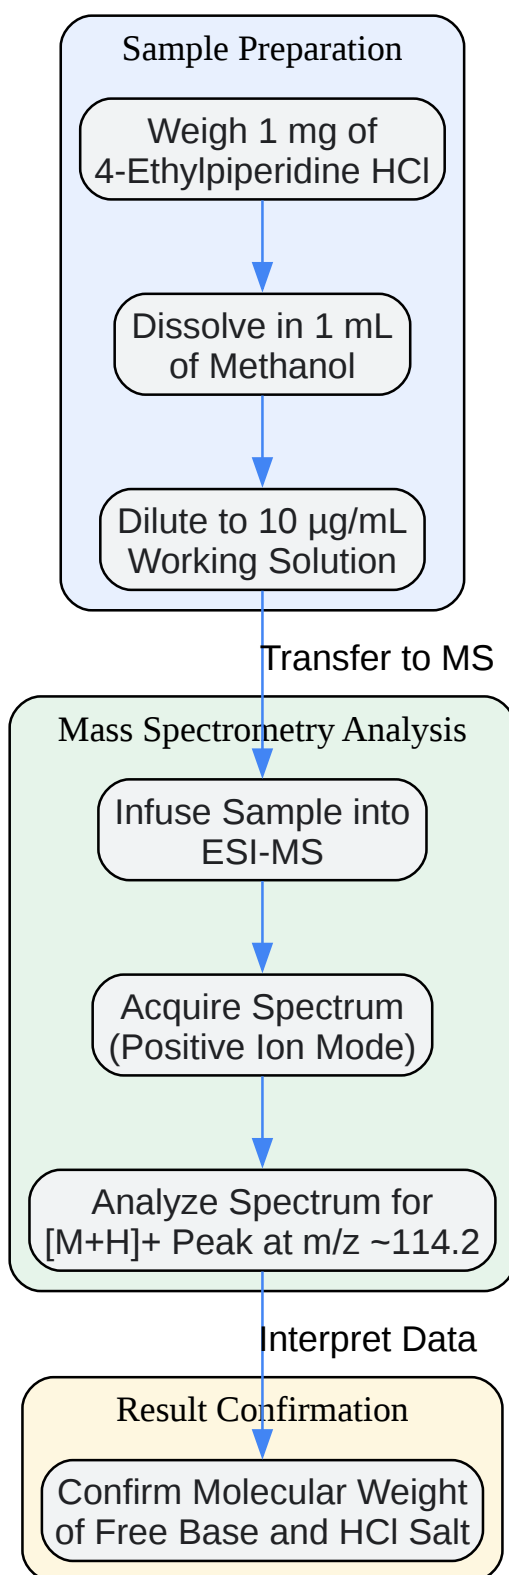 Sample Preparation
Weigh 1 mg of
4-Ethylpiperidine HCl
Dissolve in 1 mL
of Methanol
Dilute to 10 µg/mL
Working Solution
Transfer to MS
Mass Spectrometry Analysis
Infuse Sample into
ESI-MS
Acquire Spectrum
(Positive Ion Mode)
Analyze Spectrum for
[M+H]+ Peak at m/z ~114.2
Interpret Data
Result Confirmation
Confirm Molecular Weight
of Free Base and HCl Salt